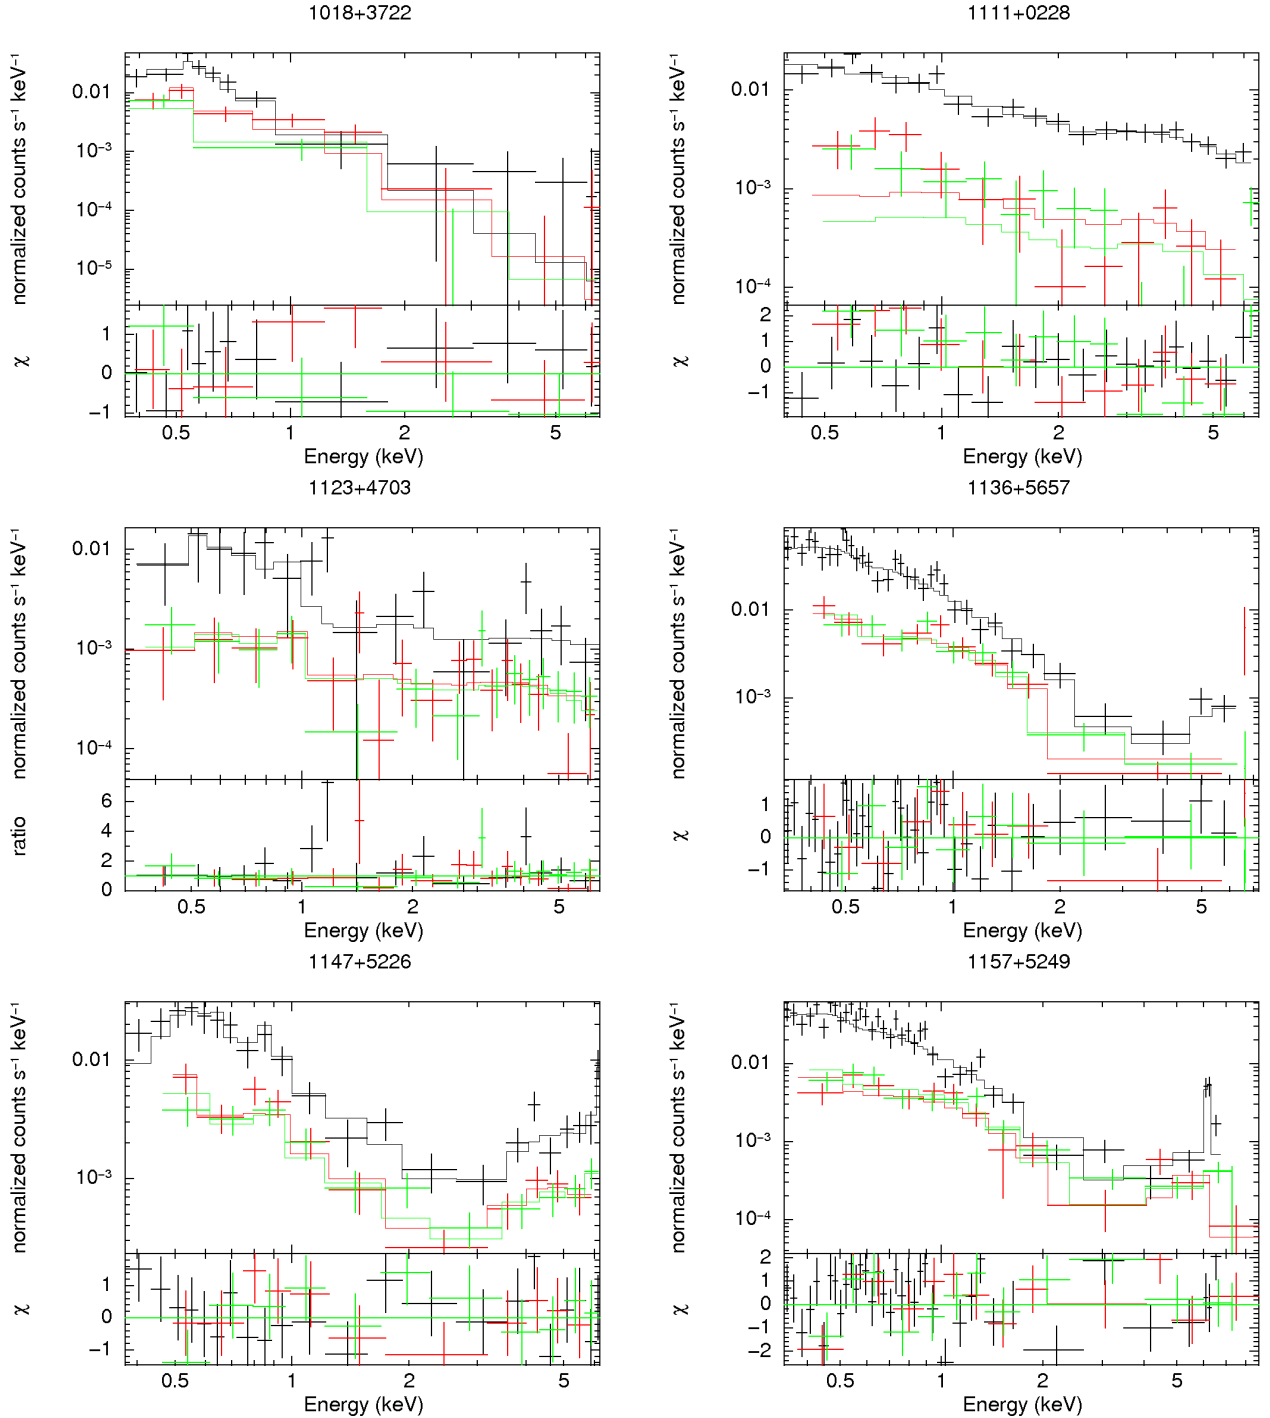 1018+3722
normalized counts s⁻¹ keV⁻¹
0.01
10⁻³
10⁻⁴
10⁻⁵
χ
1
0
−1
0.5 1 2 5
Energy (keV)
1111+0228
normalized counts s⁻¹ keV⁻¹
0.01
10⁻³
10⁻⁴
χ
2
1
0
−1
0.5 1 2 5
Energy (keV)
1123+4703
normalized counts s⁻¹ keV⁻¹
0.01
10⁻³
10⁻⁴
ratio
6
4
2
0
0.5 1 2 5
Energy (keV)
1136+5657
normalized counts s⁻¹ keV⁻¹
0.01
10⁻³
χ
1
0
−1
0.5 1 2 5
Energy (keV)
1147+5226
normalized counts s⁻¹ keV⁻¹
0.01
10⁻³
χ
1
0
−1
0.5 1 2 5
Energy (keV)
1157+5249
normalized counts s⁻¹ keV⁻¹
0.01
10⁻³
10⁻⁴
χ
2
1
0
−1
−2
0.5 1 2 5
Energy (keV)